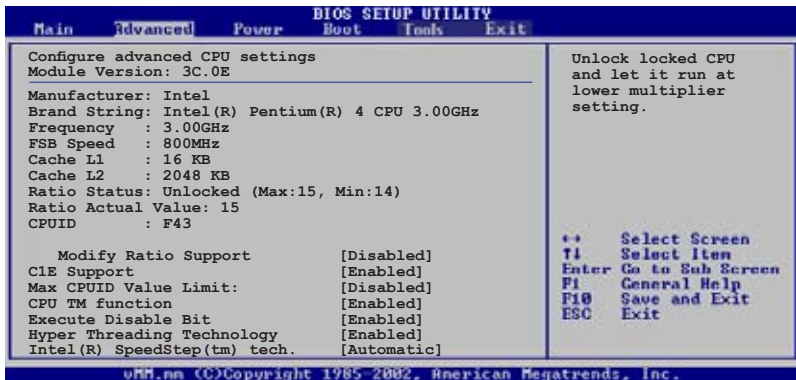 BIOS SETUP UTILITY
Main Advanced Power Boot Tools Exit
Configure advanced CPU settings
Module Version: 3C.0E
Manufacturer: Intel
Brand String: Intel(R) Pentium(R) 4 CPU 3.00GHz
Frequency : 3.00GHz
FSB Speed : 800MHz
Cache L1 : 16 KB
Cache L2 : 2048 KB
Ratio Status: Unlocked (Max:15, Min:14)
Ratio Actual Value: 15
CPUID : F43
Modify Ratio Support [Disabled]
C1E Support [Enabled]
Max CPUID Value Limit: [Disabled]
CPU TM function [Enabled]
Execute Disable Bit [Enabled]
Hyper Threading Technology [Enabled]
Intel(R) SpeedStep(tm) tech. [Automatic]
Unlock locked CPU
and let it run at
lower multiplier
setting.
↔ Select Screen
↑↓ Select Item
Enter Go to Sub Screen
F1 General Help
F10 Save and Exit
ESC Exit
vMM.nn (C)Copyright 1985-2002, American Megatrends, Inc.